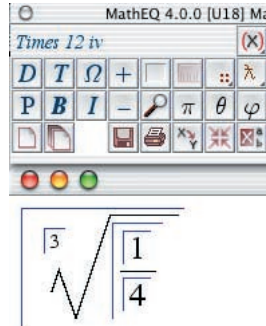 MathEQ 4.0.0 [U18] Ma
Times 12 iv (X)
D T Ω + :: λ
P B I − π θ φ
X Y a b
3 √ 1
4